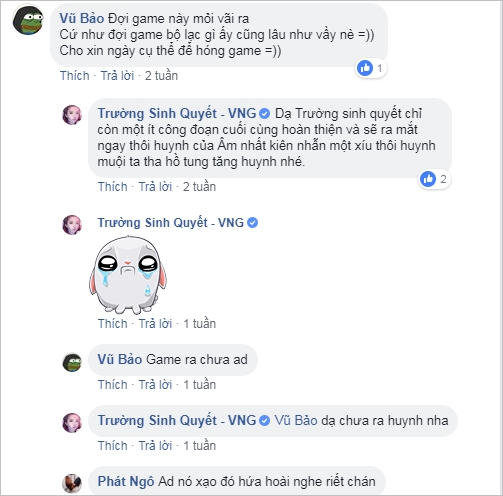 Vũ Bảo Đợi game này mỏi vãi ra
Cứ như đợi game bộ lạc gì ấy cũng lâu như vầy nè =))
Cho xin ngày cụ thể để hóng game =))
1
Thích · Trả lời · 2 tuần
Trường Sinh Quyết - VNG Dạ Trường sinh quyết chỉ
còn một ít công đoạn cuối cùng hoàn thiện và sẽ ra mắt
ngay thôi huynh của Âm nhất kiên nhẫn một xíu thôi huynh
muội ta tha hồ tung tăng huynh nhé.
2
Thích · Trả lời · 2 tuần
Trường Sinh Quyết - VNG
Thích · Trả lời · 1 tuần
Vũ Bảo Game ra chưa ad
Thích · Trả lời · 1 tuần
Trường Sinh Quyết - VNG Vũ Bảo dạ chưa ra huynh nha
Thích · Trả lời · 1 tuần
Phát Ngô Ad nó xạo đó hứa hoài nghe riết chán